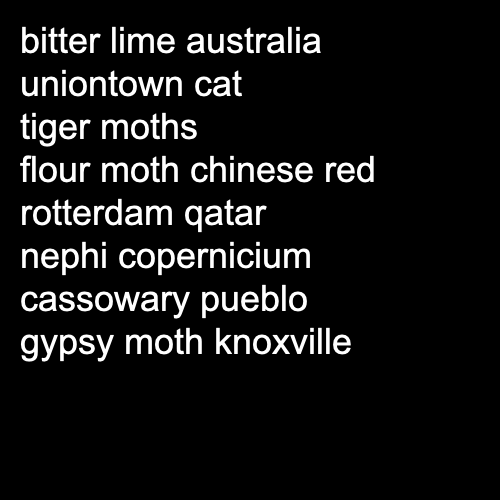 bitter lime australia
uniontown cat
tiger moths
flour moth chinese red
rotterdam qatar
nephi copernicium
cassowary pueblo
gypsy moth knoxville